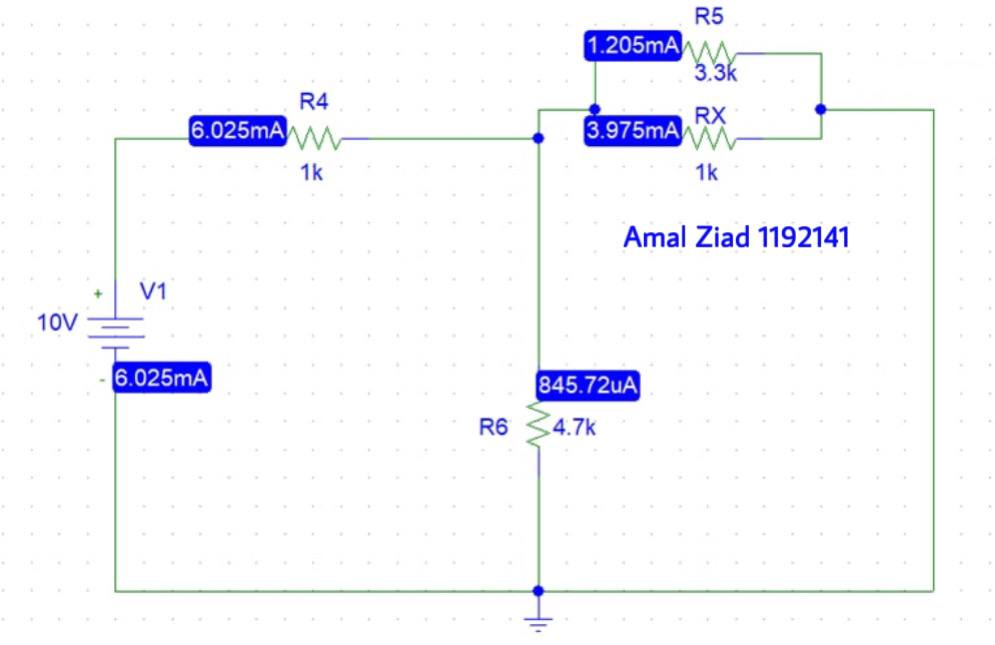 R5
1.205mA
3.3k
R4
6.025mA
RX
3.975mA
1k
1k
Amal Ziad 1192141
+
V1
10V
-
6.025mA
845.72uA
R6
4.7k